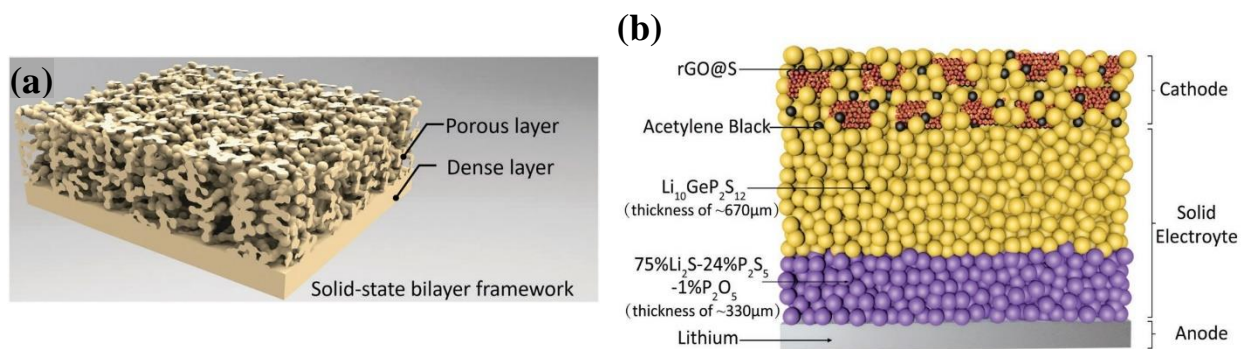 (a)
Porous layer
Dense layer
Solid-state bilayer framework
(b)
rGO@S
Acetylene Black
Li₁₀GeP₂S₁₂
(thickness of ~670μm)
75%Li₂S-24%P₂S₅
-1%P₂O₅
(thickness of ~330μm)
Lithium
Cathode
Solid
Electroyte
Anode